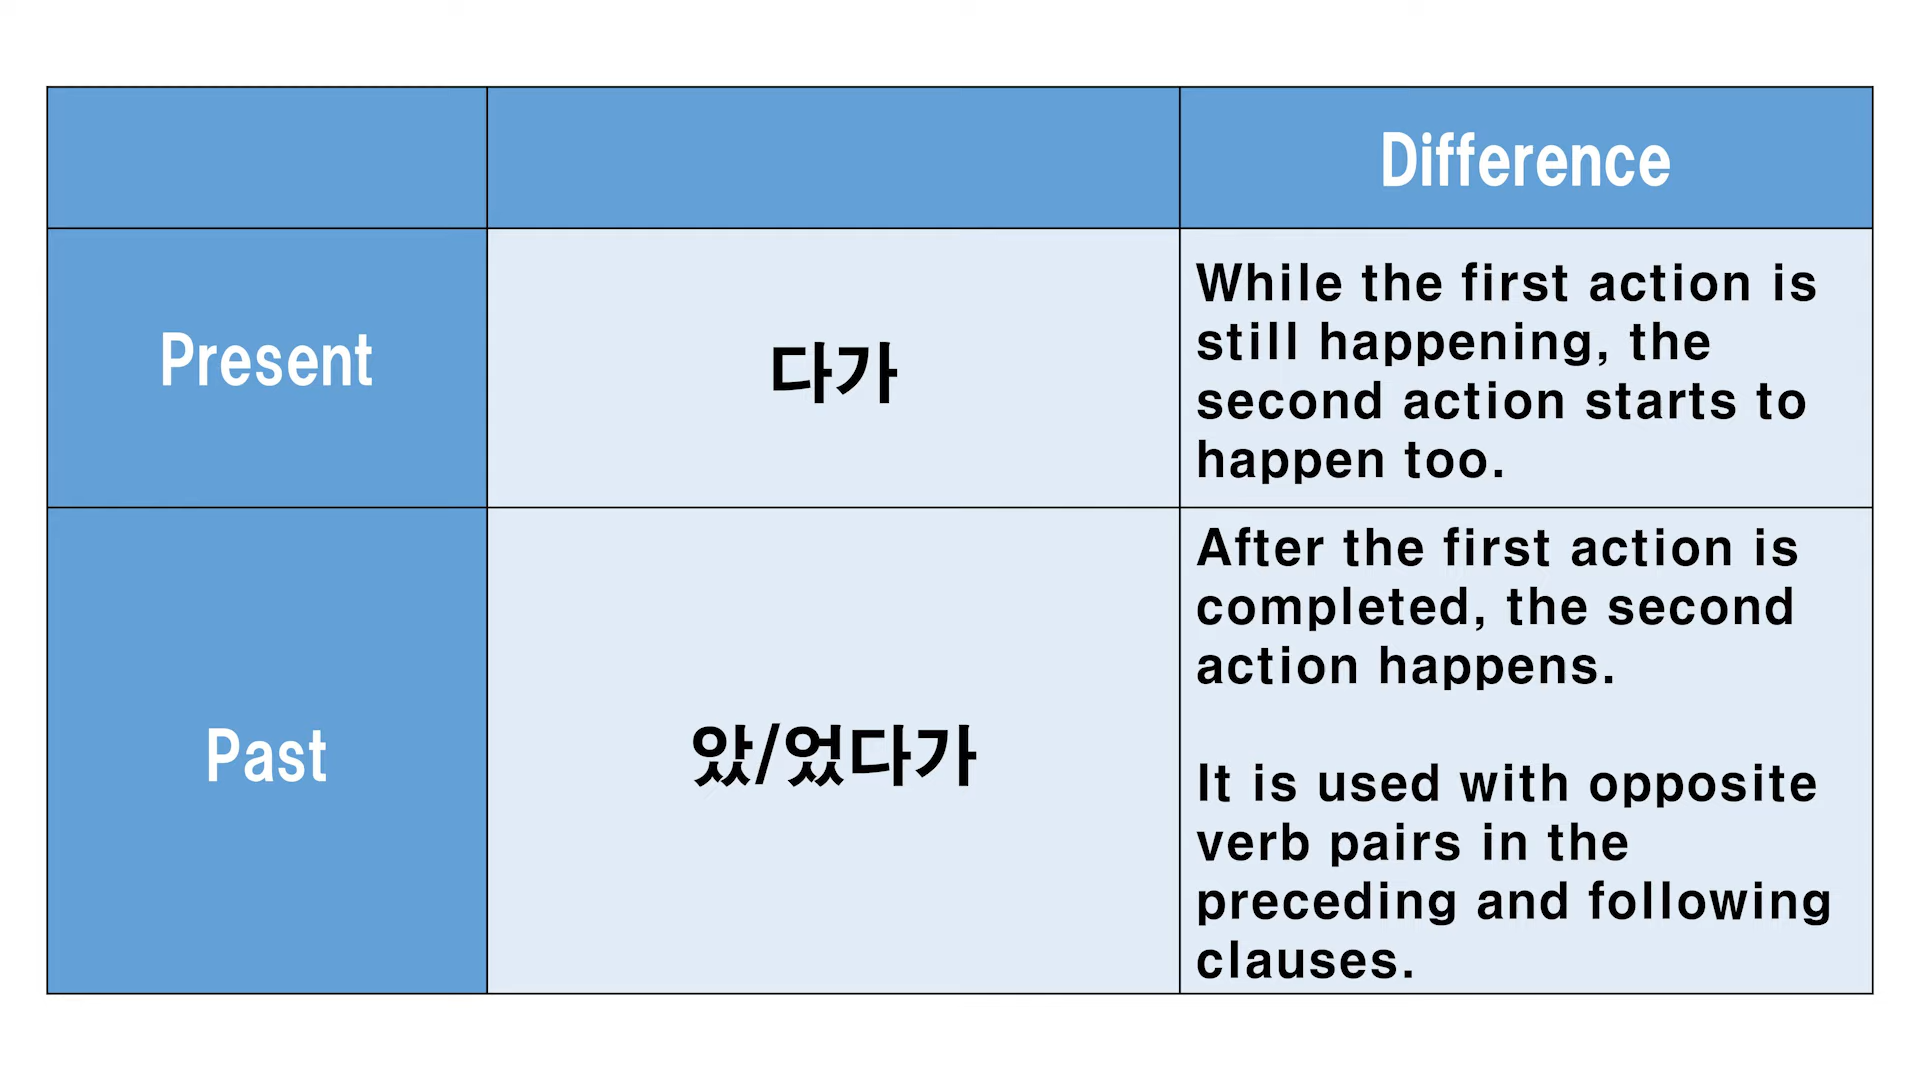 Difference
Present
다가
While the first action is
still happening, the
second action starts to
happen too.
Past
았/었다가
After the first action is
completed, the second
action happens.
It is used with opposite
verb pairs in the
preceding and following
clauses.